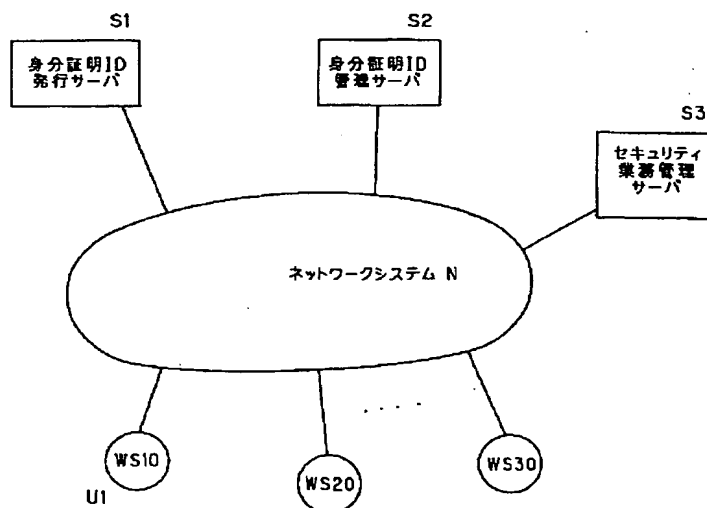 S1
身分証明ID
発行サーバ
S2
身分証明ID
管理サーバ
S3
セキュリティ
業務管理
サーバ
ネットワークシステム N
WS10
U1
WS20
WS30